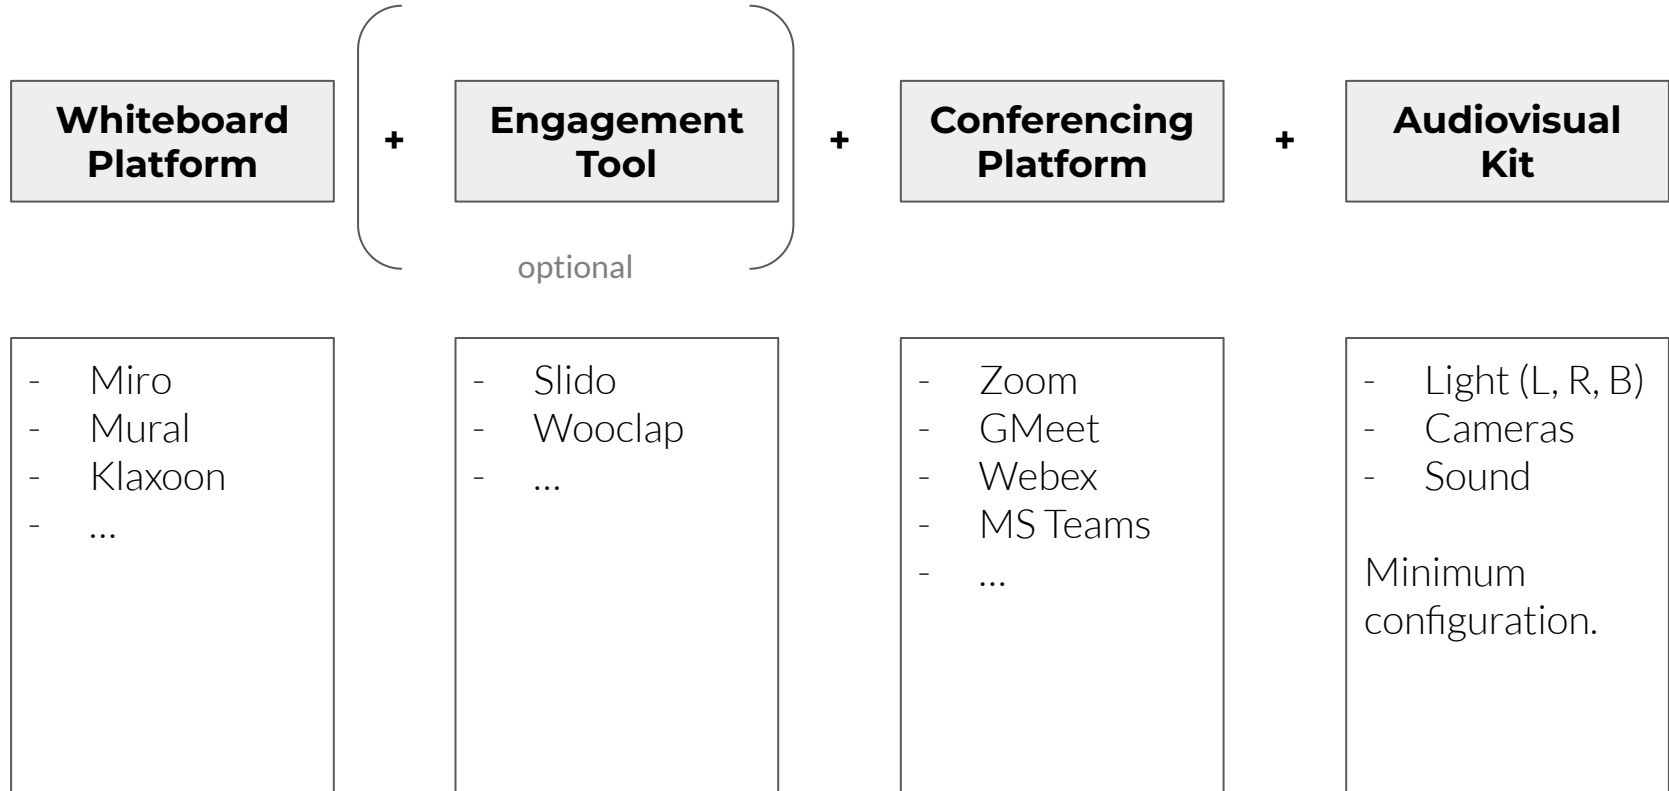 Whiteboard
Platform
+
Engagement
Tool
optional
+
Conferencing
Platform
+
Audiovisual
Kit
- Miro
- Mural
- Klaxoon
- ...
- Slido
- Wooclap
- ...
- Zoom
- GMeet
- Webex
- MS Teams
- ...
- Light (L, R, B)
- Cameras
- Sound
Minimum
configuration.